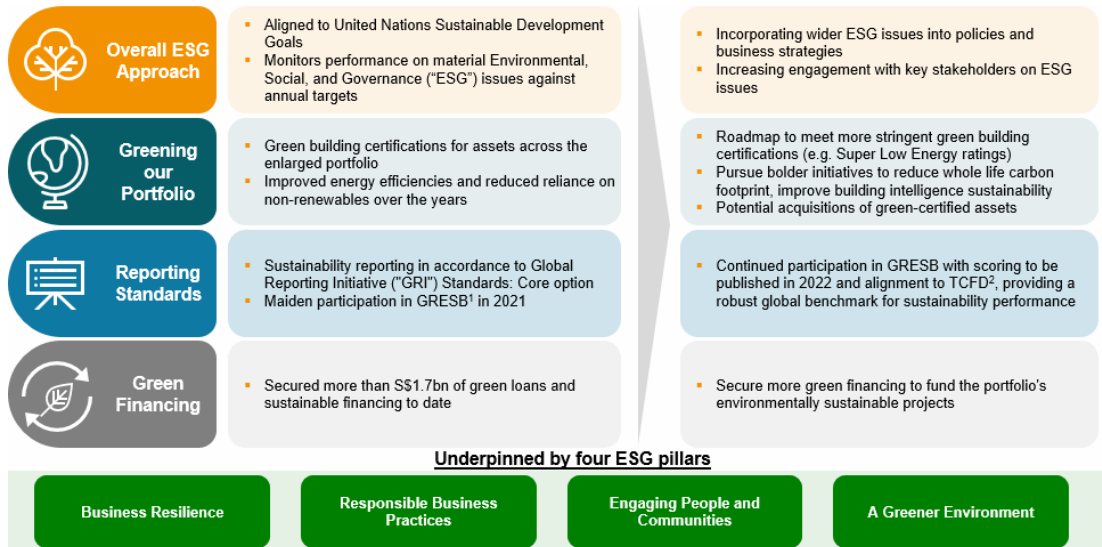 Overall ESG
Approach
▪ Aligned to United Nations Sustainable Development
Goals
▪ Monitors performance on material Environmental,
Social, and Governance (“ESG”) issues against
annual targets
▪ Incorporating wider ESG issues into policies and
business strategies
▪ Increasing engagement with key stakeholders on ESG
issues
Greening
our
Portfolio
▪ Green building certifications for assets across the
enlarged portfolio
▪ Improved energy efficiencies and reduced reliance on
non-renewables over the years
▪ Roadmap to meet more stringent green building
certifications (e.g. Super Low Energy ratings)
▪ Pursue bolder initiatives to reduce whole life carbon
footprint, improve building intelligence sustainability
▪ Potential acquisitions of green-certified assets
Reporting
Standards
▪ Sustainability reporting in accordance to Global
Reporting Initiative ("GRI") Standards: Core option
▪ Maiden participation in GRESB¹ in 2021
▪ Continued participation in GRESB with scoring to be
published in 2022 and alignment to TCFD², providing a
robust global benchmark for sustainability performance
Green
Financing
▪ Secured more than S$1.7bn of green loans and
sustainable financing to date
▪ Secure more green financing to fund the portfolio's
environmentally sustainable projects
Underpinned by four ESG pillars
Business Resilience
Responsible Business
Practices
Engaging People and
Communities
A Greener Environment